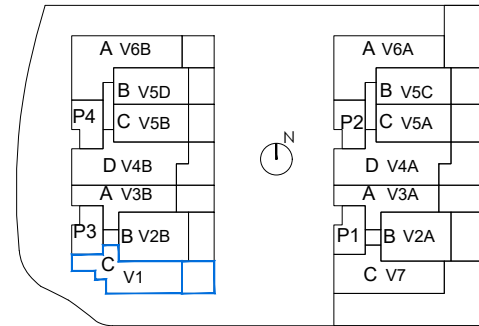 A V6B
B V5D
P4
C V5B
D V4B
A V3B
P3
B V2B
C
V1
N
A V6A
B V5C
P2
C V5A
D V4A
A V3A
P1
B V2A
C V7